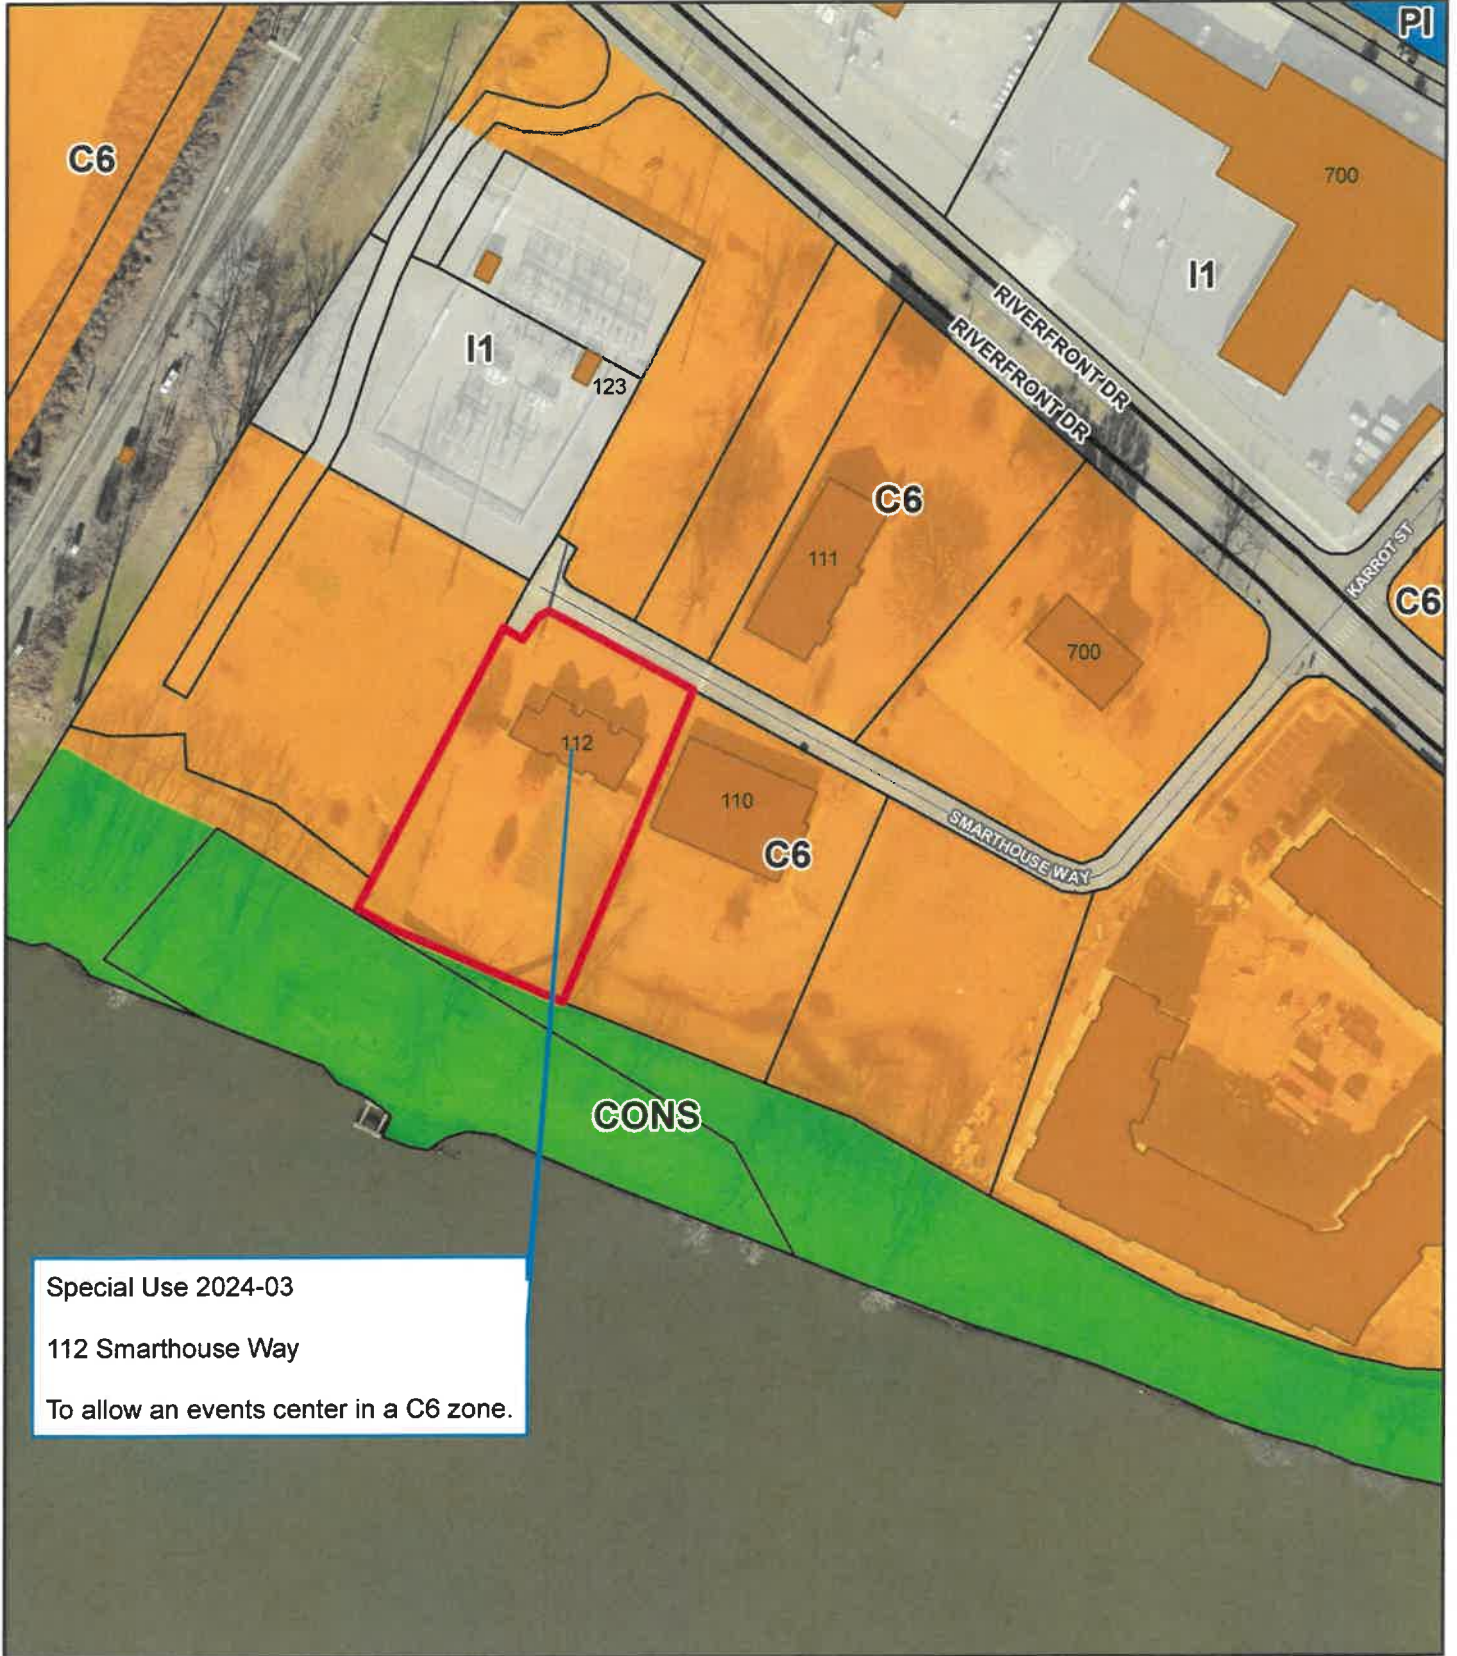 PI
C6
700
I1
RIVERFRONT DR
RIVERFRONT DR
I1
123
C6
111
KARROT ST
C6
700
112
110
C6
SMARTHOUSE WAY
CONS
Special Use 2024-03
112 Smarthouse Way
To allow an events center in a C6 zone.